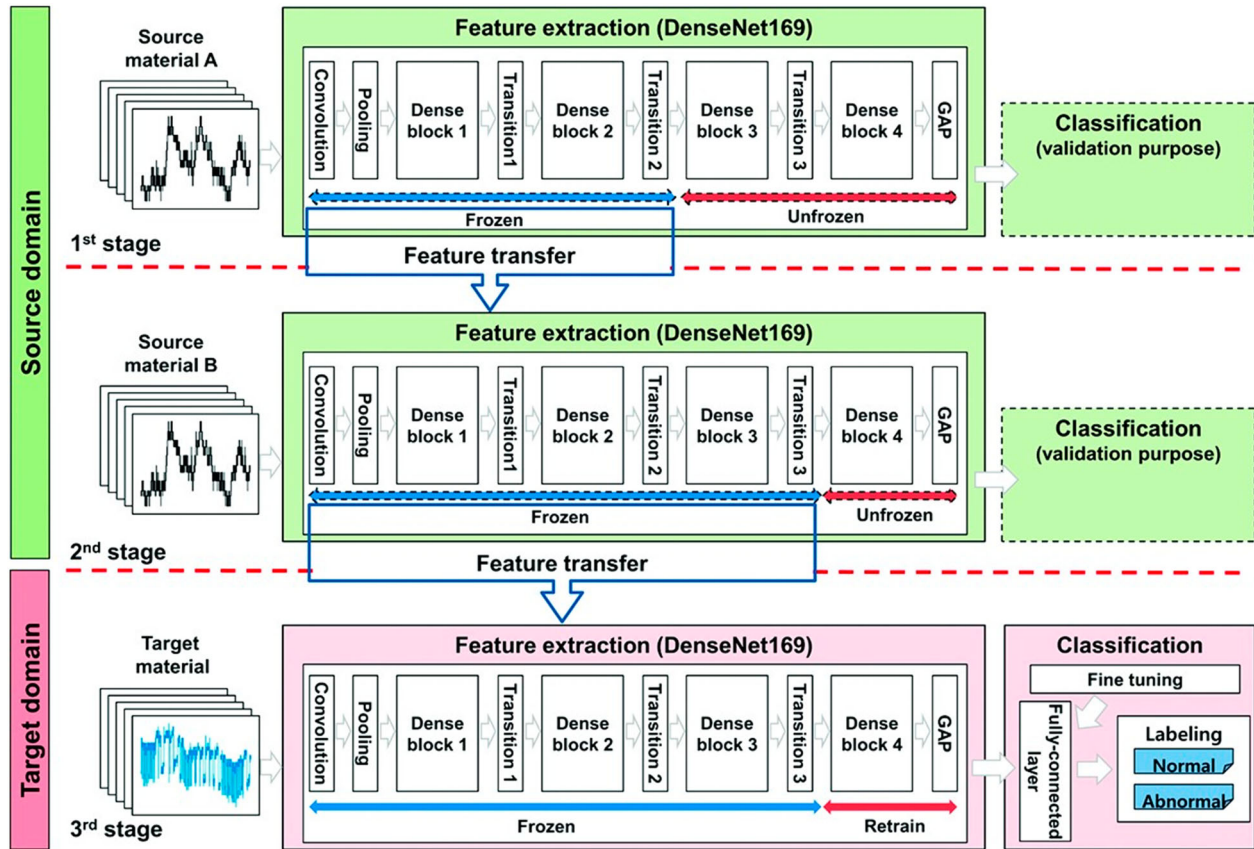 Source domain
Target domain
Source
material A
1st stage
Feature extraction (DenseNet169)
Convolution
Pooling
Dense
block 1
Transition1
Dense
block 2
Transition 2
Dense
block 3
Transition 3
Dense
block 4
GAP
Frozen
Unfrozen
Classification
(validation purpose)
Feature transfer
Source
material B
2nd stage
Feature extraction (DenseNet169)
Convolution
Pooling
Dense
block 1
Transition1
Dense
block 2
Transition 2
Dense
block 3
Transition 3
Dense
block 4
GAP
Frozen
Unfrozen
Classification
(validation purpose)
Feature transfer
Target
material
3rd stage
Feature extraction (DenseNet169)
Convolution
Pooling
Dense
block 1
Transition 1
Dense
block 2
Transition 2
Dense
block 3
Transition 3
Dense
block 4
GAP
Frozen
Retrain
Classification
Fine tuning
Fully-connected
layer
Labeling
Normal
Abnormal